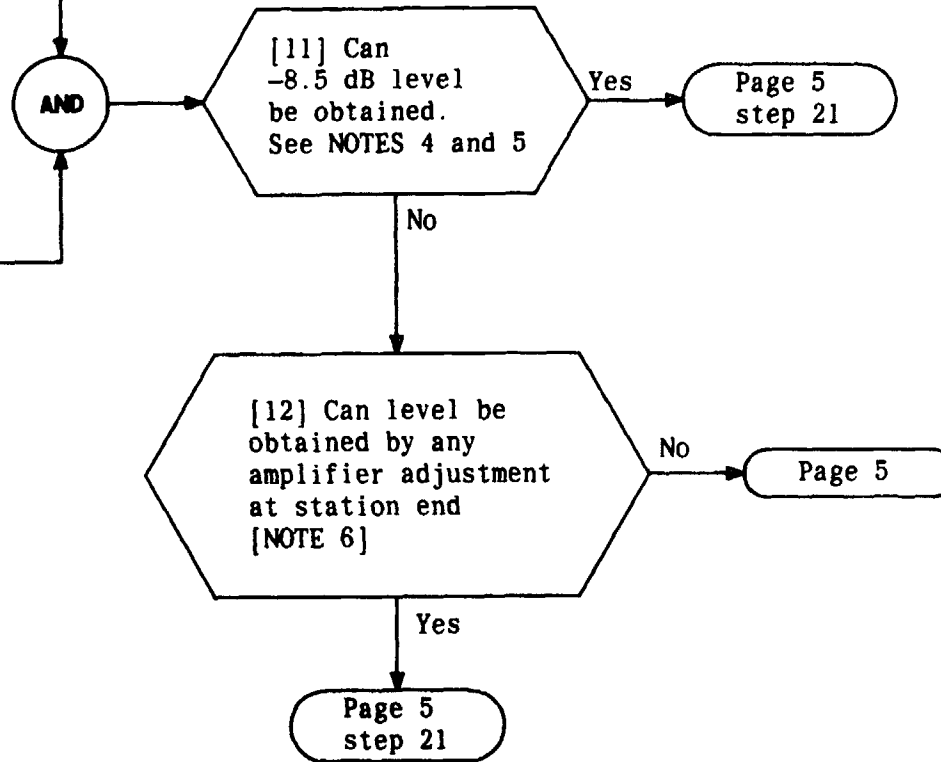 [11] Can
-8.5 dB level
be obtained.
See NOTES 4 and 5
AND
Yes
Page 5
step 21
No
[12] Can level be
obtained by any
amplifier adjustment
at station end
[NOTE 6]
No
Page 5
Yes
Page 5
step 21